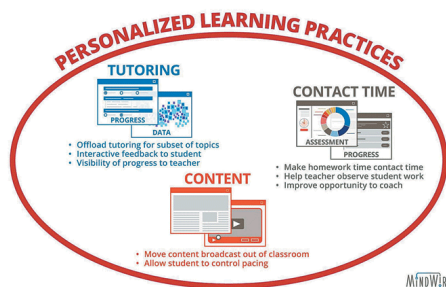 PERSONALIZED LEARNING PRACTICES
TUTORING
PROGRESS
DATA
• Offload tutoring for subset of topics
• Interactive feedback to student
• Visibility of progress to teacher
CONTACT TIME
ASSESSMENT
PROGRESS
• Make homework time contact time
• Help teacher observe student work
• Improve opportunity to coach
CONTENT
• Move content broadcast out of classroom
• Allow student to control pacing